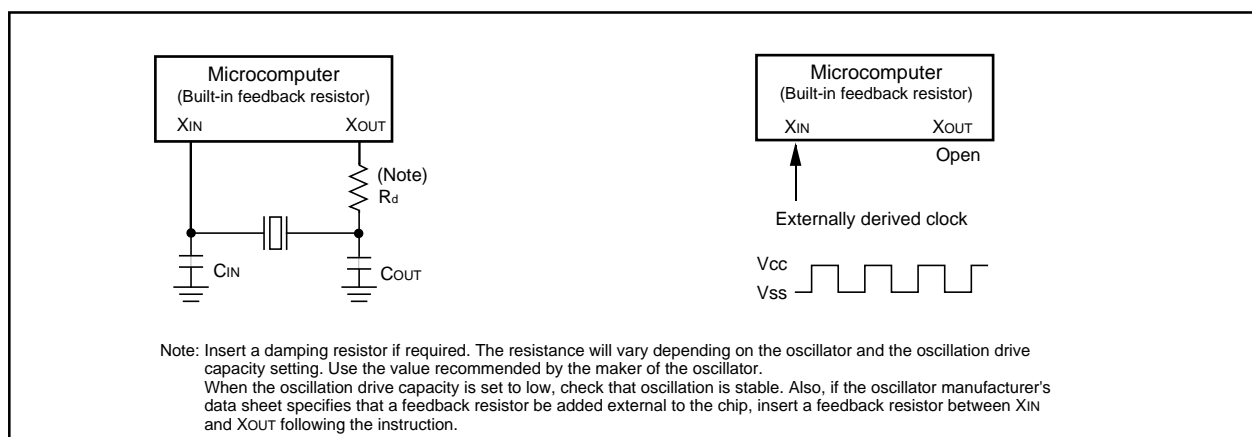 Microcomputer
(Built-in feedback resistor)
XIN XOUT
(Note)
Rd
CIN
COUT
Microcomputer
(Built-in feedback resistor)
XIN XOUT
Open
Externally derived clock
Vcc
Vss
Note: Insert a damping resistor if required. The resistance will vary depending on the oscillator and the oscillation drive
capacity setting. Use the value recommended by the maker of the oscillator.
When the oscillation drive capacity is set to low, check that oscillation is stable. Also, if the oscillator manufacturer's
data sheet specifies that a feedback resistor be added external to the chip, insert a feedback resistor between XIN
and XOUT following the instruction.